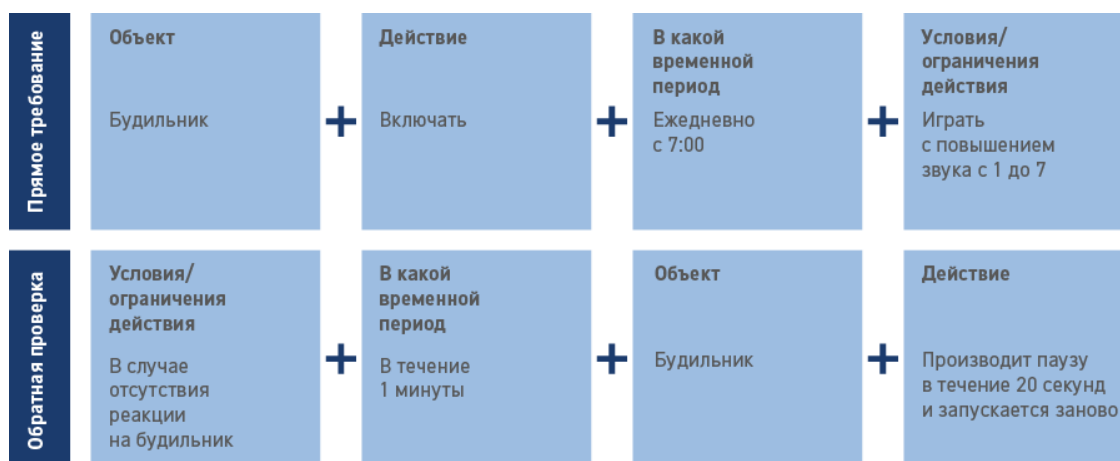 Прямое требование
Объект
Будильник
+
Действие
Включать
+
В какой
временной
период
Ежедневно
с 7:00
+
Условия/
ограничения
действия
Играть
с повышением
звука с 1 до 7
Обратная проверка
Условия/
ограничения
действия
В случае
отсутствия
реакции
на будильник
+
В какой
временной
период
В течение
1 минуты
+
Объект
Будильник
+
Действие
Производит паузу
в течение 20 секунд
и запускается заново